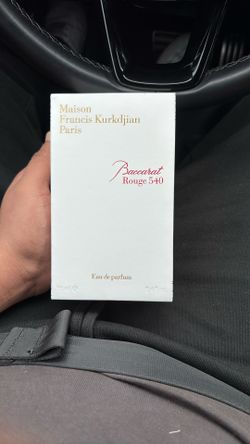 Maison
Francis Kurkdjian
Paris
Baccarat
Rouge 540
Eau de parfum